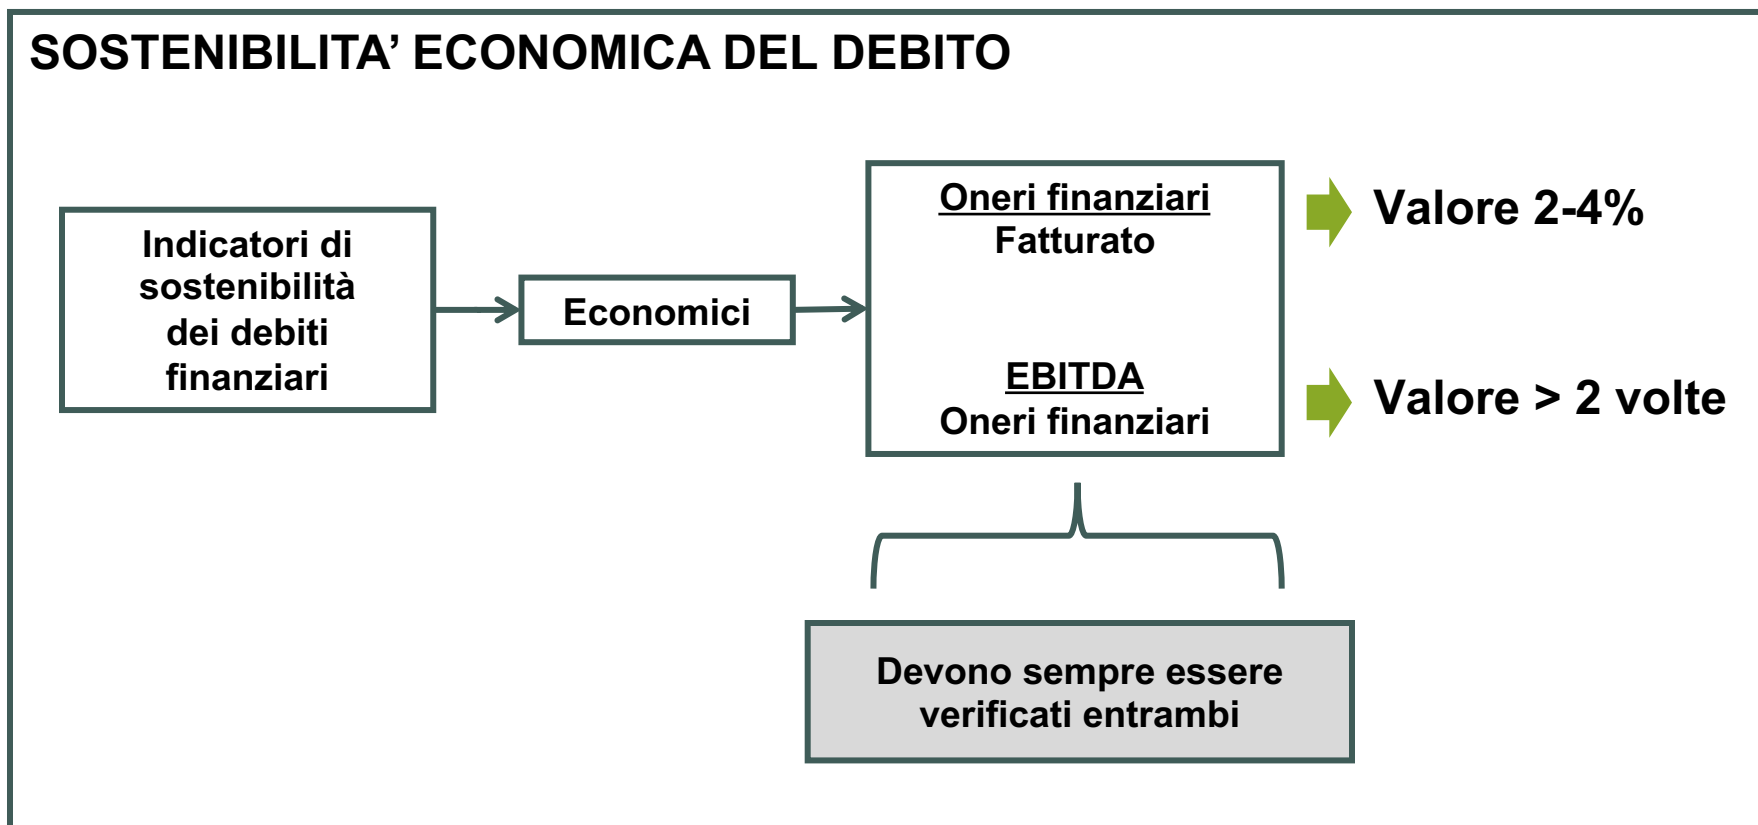 SOSTENIBILITA’ ECONOMICA DEL DEBITO
Indicatori di
sostenibilità
dei debiti
finanziari
Economici
Oneri finanziari
Fatturato
Valore 2-4%
EBITDA
Oneri finanziari
Valore > 2 volte
Devono sempre essere
verificati entrambi